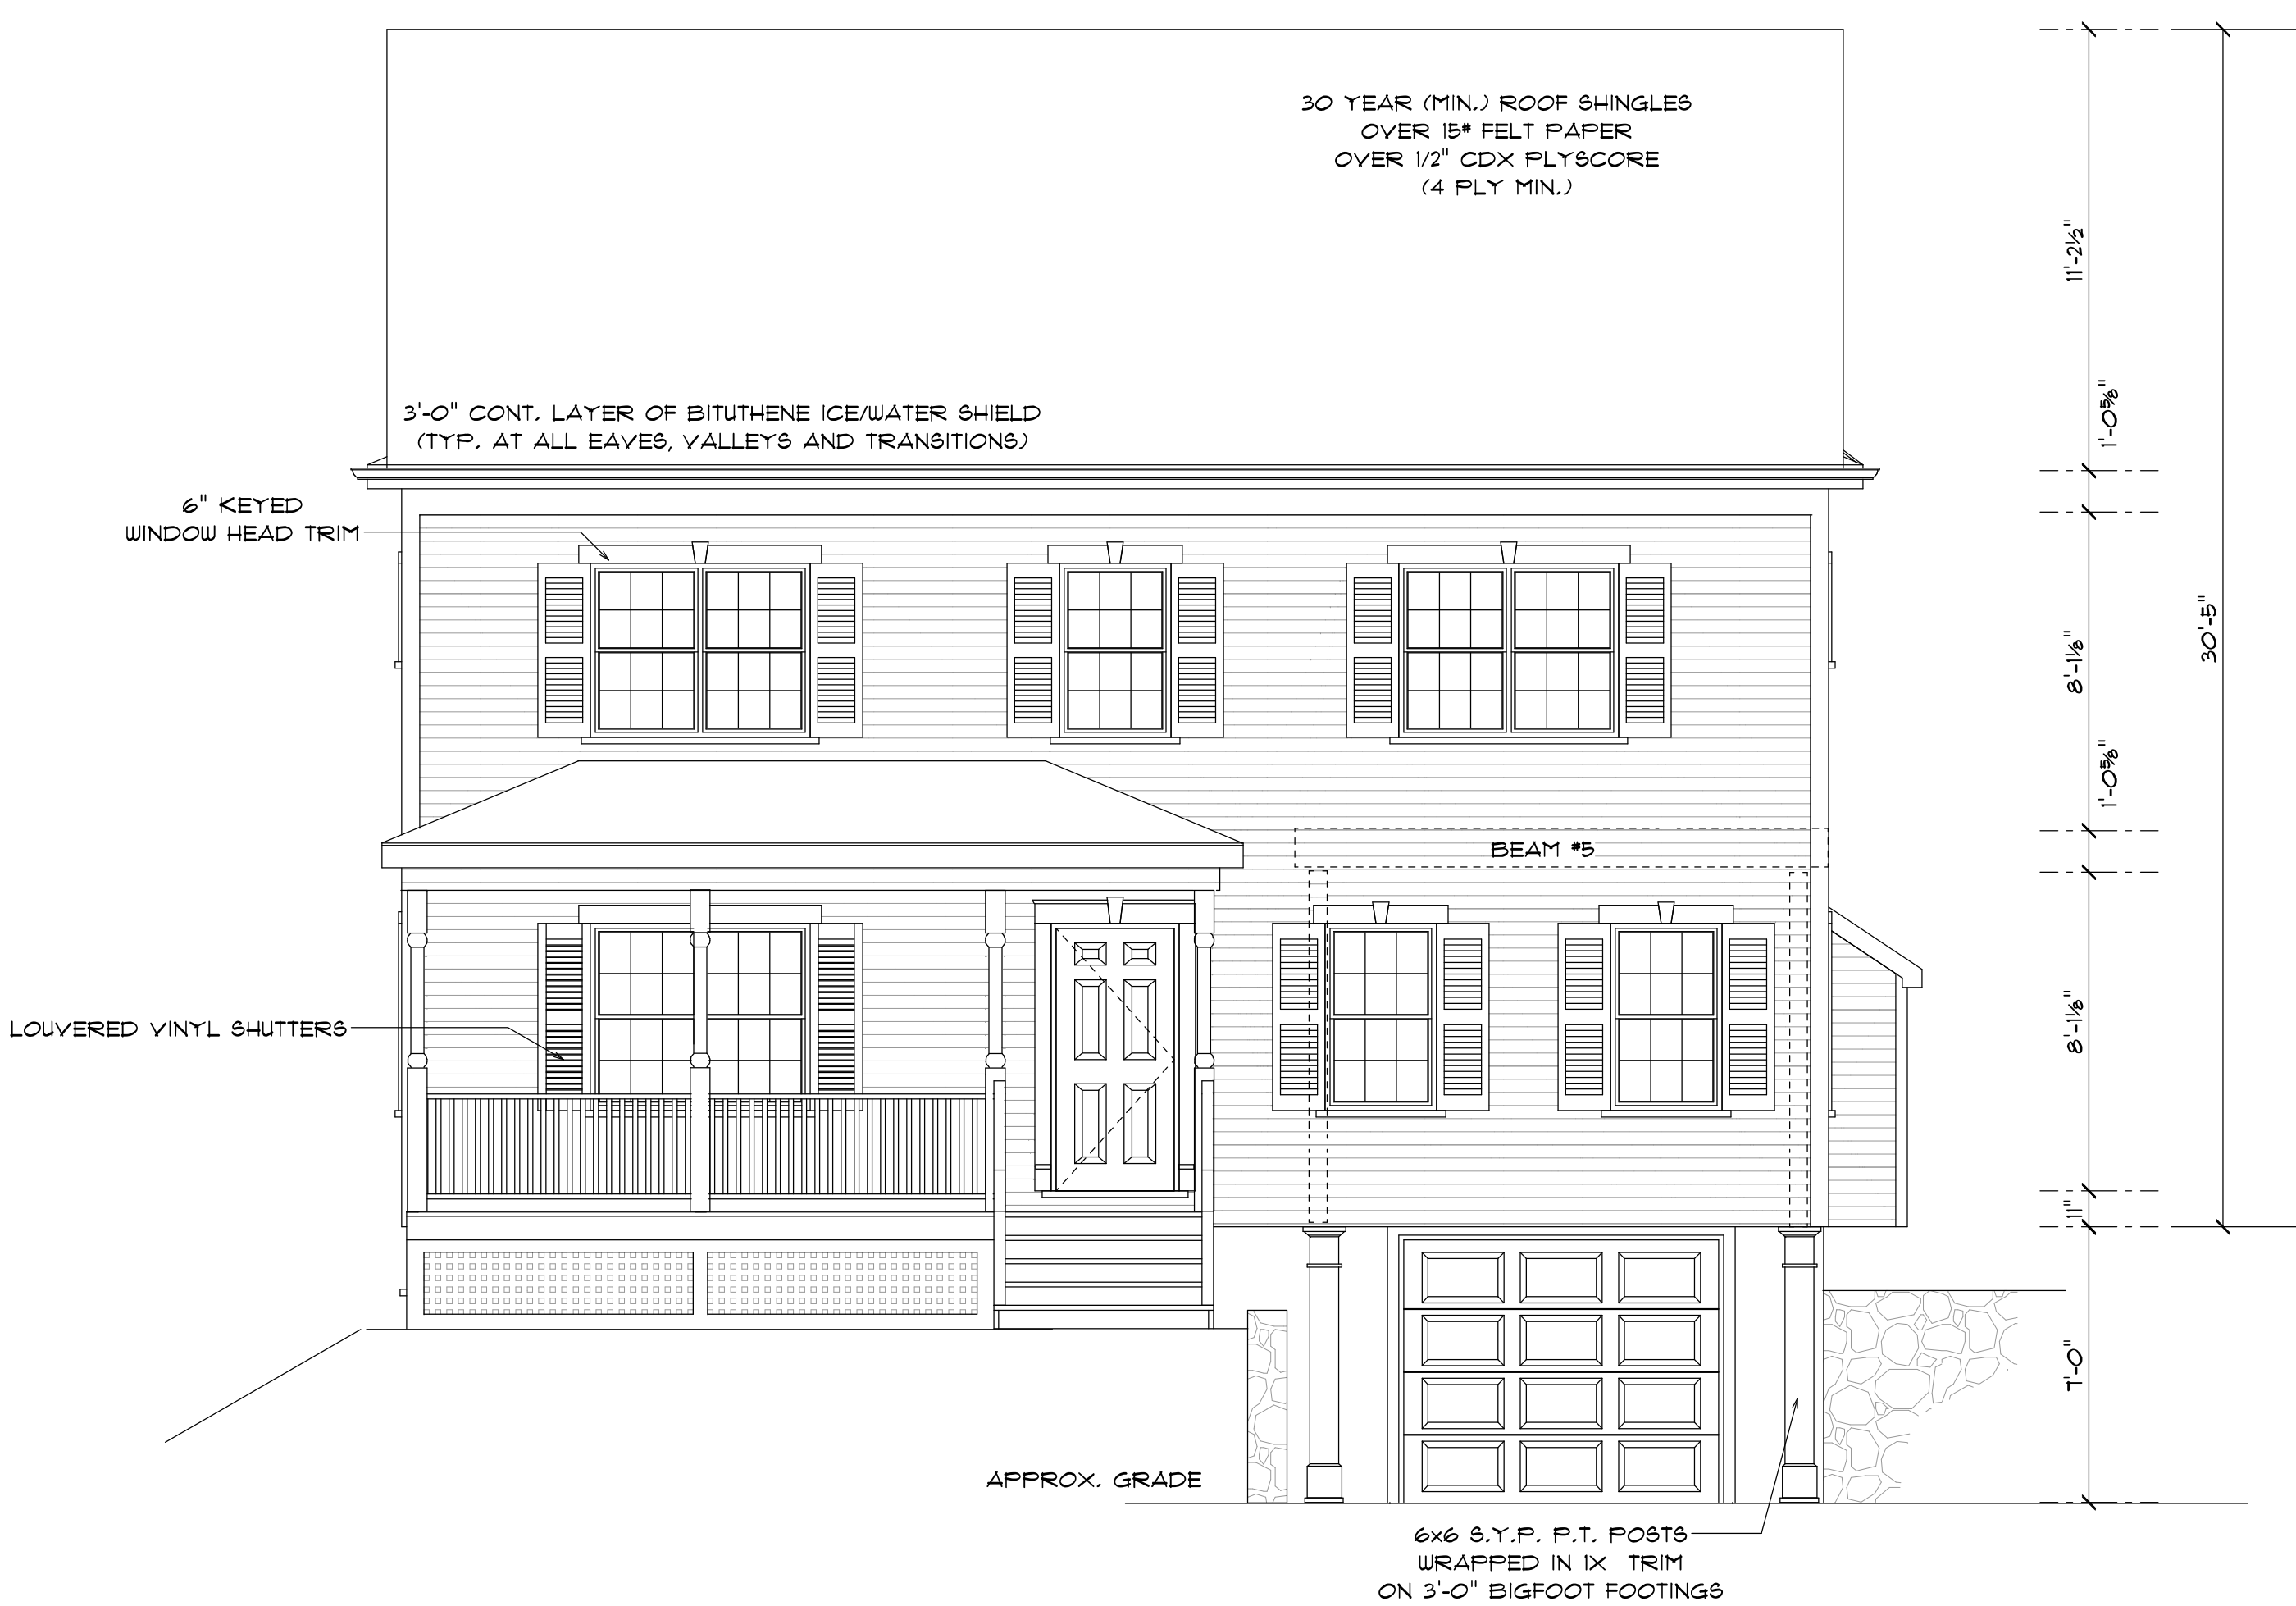 30 YEAR (MIN.) ROOF SHINGLES
OVER 15# FELT PAPER
OVER 1/2" CDX PLYSCORE
(4 PLY MIN.)
11'-2½"
3'-0" CONT. LAYER OF BITUTHENE ICE/WATER SHIELD
(TYP. AT ALL EAVES, VALLEYS AND TRANSITIONS)
1'-0⅝"
6" KEYED
WINDOW HEAD TRIM
8'-1⅛"
30'-5"
1'-0⅝"
BEAM #5
LOUVERED VINYL SHUTTERS
8'-1⅛"
11"
7'-0"
APPROX. GRADE
6x6 S.Y.P. P.T. POSTS
WRAPPED IN 1X TRIM
ON 3'-0" BIGFOOT FOOTINGS